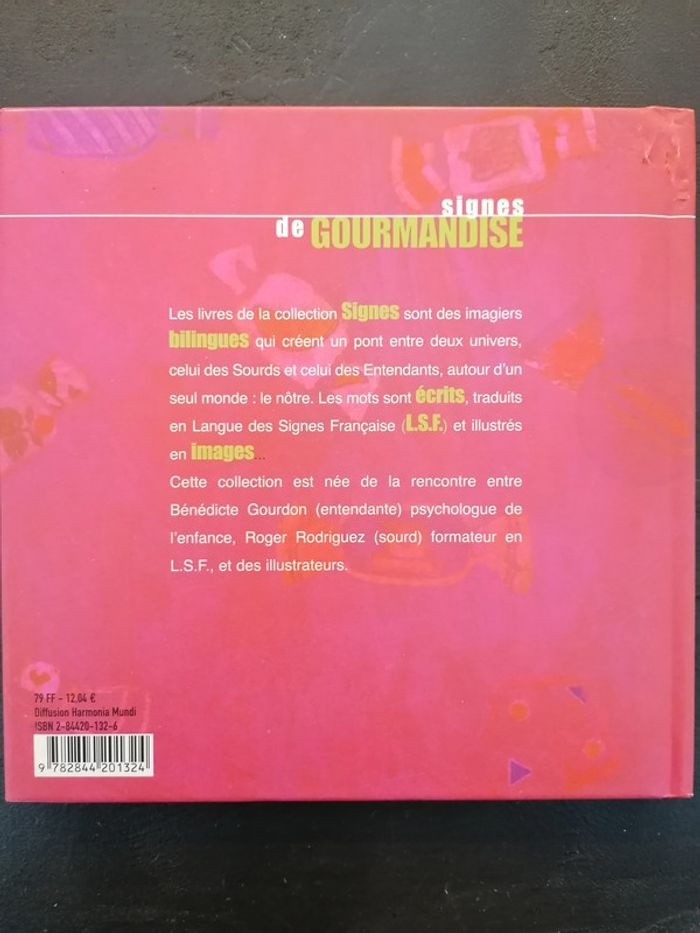 signes
de GOURMANDISE
Les livres de la collection Signes sont des imagiers
bilingues qui créent un pont entre deux univers,
celui des Sourds et celui des Entendants, autour d'un
seul monde : le nôtre. Les mots sont écrits, traduits
en Langue des Signes Française (L.S.F.) et illustrés
en images...
Cette collection est née de la rencontre entre
Bénédicte Gourdon (entendante) psychologue de
l'enfance, Roger Rodriguez (sourd) formateur en
L.S.F., et des illustrateurs.
79 FF - 12.04 €
Diffusion Harmonia Mundi
ISBN 2-84420-132-6
9 782844 201324